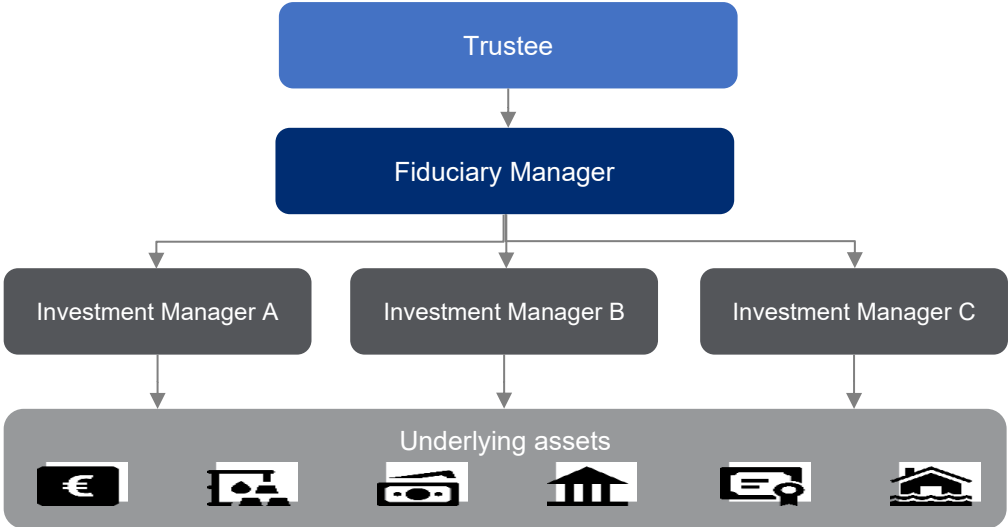 Trustee
Fiduciary Manager
Investment Manager A
Investment Manager B
Investment Manager C
Underlying assets
€